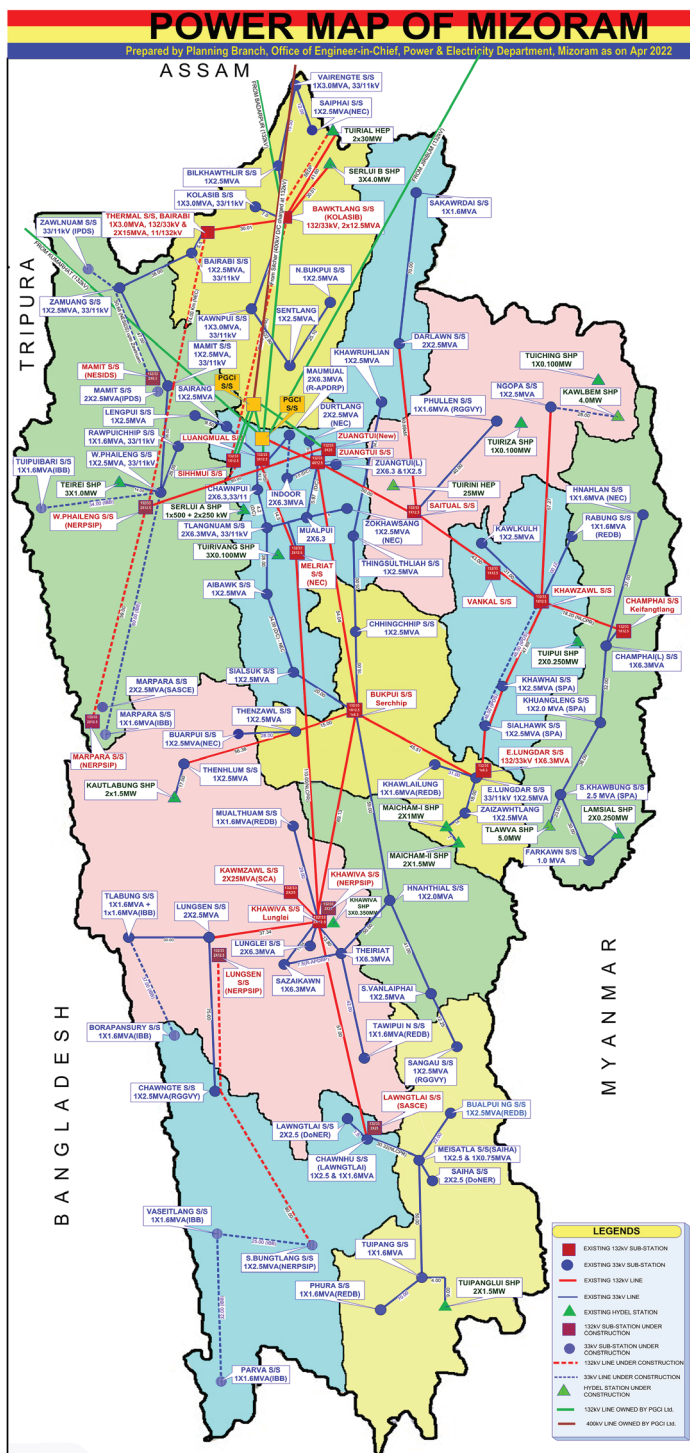 POWER MAP OF MIZORAM
Prepared by Planning Branch, Office of Engineer-in-Chief, Power & Electricity Department, Mizoram as on Apr 2022
ASSAM
VAIRENGTE S/S
1X3.0MVA, 33/11kV
SAIPHAI S/S
1X2.5MVA(NEC)
FROM BADARPUR (132kV)
FROM JIRIBUM (132kV)
TUIRIAL HEP
2x30MW
SERLUI B SHP
3X4.0MW
BILKHAWTHLIR S/S
1X2.5MVA
KOLASIB S/S
1X3.0MVA, 33/11kV
SAKAWRDAI S/S
1X1.6MVA
THERMAL S/S, BAIRABI
1X3.0MVA, 132/33kV &
2X15MVA, 11/132kV
BAWKTLANG S/S
(KOLASIB)
132/33kV, 2x12.5MVA
ZAWLNUAM S/S
33/11kV (IPDS)
30.01
FROM KUMARHAT (132kV)
From Silchar (400kV D/C charged at 132kV)
BAIRABI S/S
1X2.5MVA,
33/11kV
N.BUKPUI S/S
1X2.5MVA
TRIPURA
ZAMUANG S/S
1X2.5MVA, 33/11kV
KAWNPUI S/S
1X3.0MVA,
33/11kV
SENTLANG
1X2.5MVA,
DARLAWN S/S
2X2.5MVA
MAMIT S/S
1X2.5MVA,
33/11kV
KHAWRUHLIAN
1X2.5MVA
TUICHING SHP
1X0.100MW
MAMIT S/S
(NESIDS)
PGCI
S/S
MAUMUAL
2X6.3MVA
(R-APDRP)
NGOPA S/S
1X2.5MVA
KAWLBEM SHP
4.0MW
MAMIT S/S
2X2.5MVA(IPDS)
SAIRANG
1X2.5MVA
PHULLEN S/S
1X1.6MVA (RGGVY)
LENGPUI S/S
1X2.5MVA
PGCI
S/S
DURTLANG
2X2.5MVA
(NEC)
TUIRIZA SHP
1X0.100MW
RAWPUICHHIP S/S
1X1.6MVA, 33/11kV
LUANGMUAL S/S
ZUANGTUI(New)
ZUANGTUI S/S
W.PHAILENG S/S
1X2.5MVA, 33/11kV
TUIPUIBARI S/S
1X1.6MVA(IBB)
SIHHMUI S/S
ZUANGTUI(L)
2X6.3 &1X2.5
TEIREI SHP
3X1.0MW
CHAWNPUI
2X6.3,33/11
INDOOR
2X6.3MVA
TUIRINI HEP
25MW
HNAHLAN S/S
1X1.6MVA (NEC)
W.PHAILENG S/S
(NERPSIP)
SERLUI A SHP
1x500 + 2x250 kW
SAITUAL S/S
RABUNG S/S
1X1.6MVA
(REDB)
TLANGNUAM S/S
2X6.3MVA, 33/11kV
MUALPUI
2X6.3
ZOKHAWSANG
1X2.5MVA
(NEC)
KAWLKULH
1X2.5MVA
TUIRIVANG SHP
3X0.100MW
THINGSULTHLIAH S/S
1X2.5MVA
MELRIAT
S/S
(NEC)
AIBAWK S/S
1X2.5MVA
VANKAL S/S
KHAWZAWL S/S
CHAMPHAI S/S
Keifangtlang
CHHINGCHHIP S/S
1X2.5MVA
TUIPUI SHP
2X0.250MW
CHAMPHAI(L) S/S
1X6.3MVA
SIALSUK S/S
1X2.5MVA
MARPARA S/S
2X2.5MVA(SASCE)
KHAWHAI S/S
1X2.5MVA (SPA)
BUKPUI S/S
Serchhip
KHUANGLENG S/S
1X2.0 MVA (SPA)
MARPARA S/S
1X1.6MVA(IBB)
THENZAWL S/S
1X2.5MVA
SIALHAWK S/S
1X2.5MVA (SPA)
BUARPUI S/S
1X2.5MVA(NEC)
MARPARA S/S
(NERPSIP)
E.LUNGDAR S/S
132/33kV 1X6.3MVA
THENHLUM S/S
1X2.5MVA
KHAWLAILUNG
1X1.6MVA(REDB)
E.LUNGDAR S/S
33/11kV 1X2.5MVA
KAUTLABUNG SHP
2x1.5MW
S.KHAWBUNG S/S
2.5 MVA (SPA)
ZAIZAWHTLANG
1X2.5MVA
MAICHAM-I SHP
2X1MW
LAMSIAL SHP
2X0.250MW
TLAWVA SHP
5.0MW
MUALTHUAM S/S
1X1.6MVA(REDB)
MAICHAM-II SHP
2X1.5MW
FARKAWN S/S
1.0 MVA
KAWMZAWL S/S
2X25MVA(SCA)
KHAWIVA S/S
(NERPSIP)
TLABUNG S/S
1X1.6MVA +
1x1.6MVA(IBB)
LUNGSEN S/S
2X2.5MVA
KHAWIVA S/S
Lunglei
KHAWIVA
SHP
3X0.350MW
HNAHTHIAL S/S
1X2.0MVA
37.34
LUNGLEI S/S
2X6.3MVA
THEIRIAT
1X6.3MVA
LUNGSEN
S/S
(NERPSIP)
SAZAIKAWN
1X6.3MVA
MYANMAR
S.VANLAIPHAI
1X2.5MVA
BORAPANSURY S/S
1X1.6MVA(IBB)
TAWIPUI N S/S
1X1.6MVA(REDB)
SANGAU S/S
1X2.5MVA
(RGGVY)
BANGLADESH
CHAWNGTE S/S
1X2.5MVA(RGGVY)
LAWNGTLAI S/S
(SASCE)
BUALPUI NG S/S
1X2.5MVA(REDB)
LAWNGTLAI S/S
2X2.5 (DoNER)
CHAWNHU S/S
(LAWNGTLAI)
1X2.5 & 1X1.6MVA
MEISATLA S/S(SAIHA)
1X2.5 & 1X0.75MVA
SAIHA S/S
2X2.5 (DoNER)
VASEITLANG S/S
1X1.6MVA(IBB)
S.BUNGTLANG S/S
1X2.5MVA(NERPSIP)
TUIPANG S/S
1X1.6MVA
PHURA S/S
1X1.6MVA(REDB)
TUIPANGLUI SHP
2X1.5MW
PARVA S/S
1X1.6MVA(IBB)
LEGENDS
EXISTING 132kV SUB-STATION
EXISTING 33kV SUB-STATION
EXISTING 132kV LINE
EXISTING 33kV LINE
EXISTING HYDEL STATION
132kV SUB-STATION UNDER
CONSTRUCTION
33kV SUB-STATION UNDER
CONSTRUCTION
132kV LINE UNDER CONSTRUCTION
33kV LINE UNDER CONSTRUCTION
HYDEL STATION UNDER
CONSTRUCTION
132kV LINE OWNED BY PGCI Ltd.
400kV LINE OWNED BY PGCI Ltd.